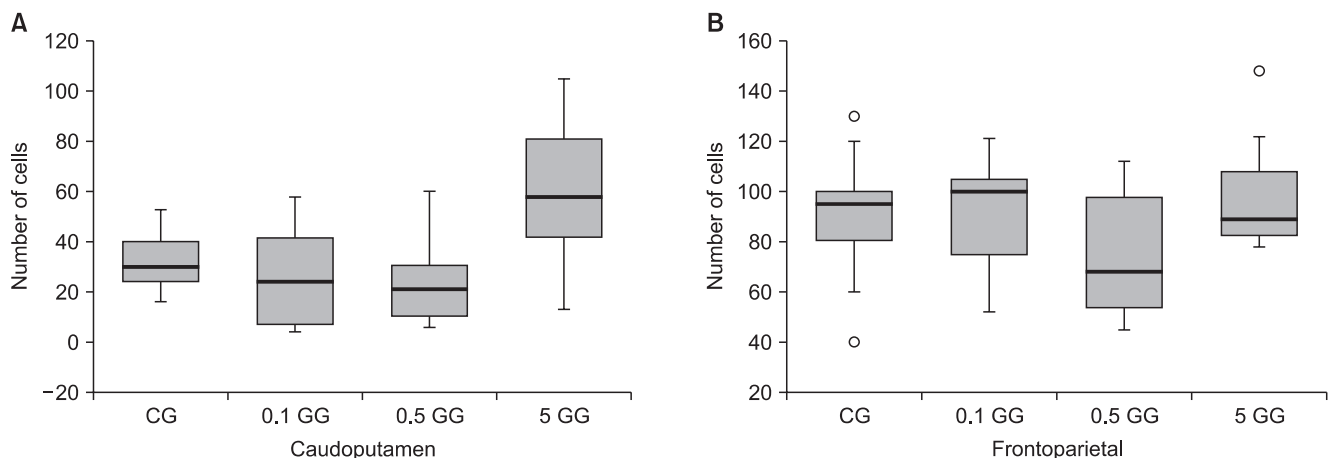 A
Number of cells
120
100
80
60
40
20
0
−20
CG 0.1 GG 0.5 GG 5 GG
Caudoputamen
B
Number of cells
160
140
120
100
80
60
40
20
CG 0.1 GG 0.5 GG 5 GG
Frontoparietal